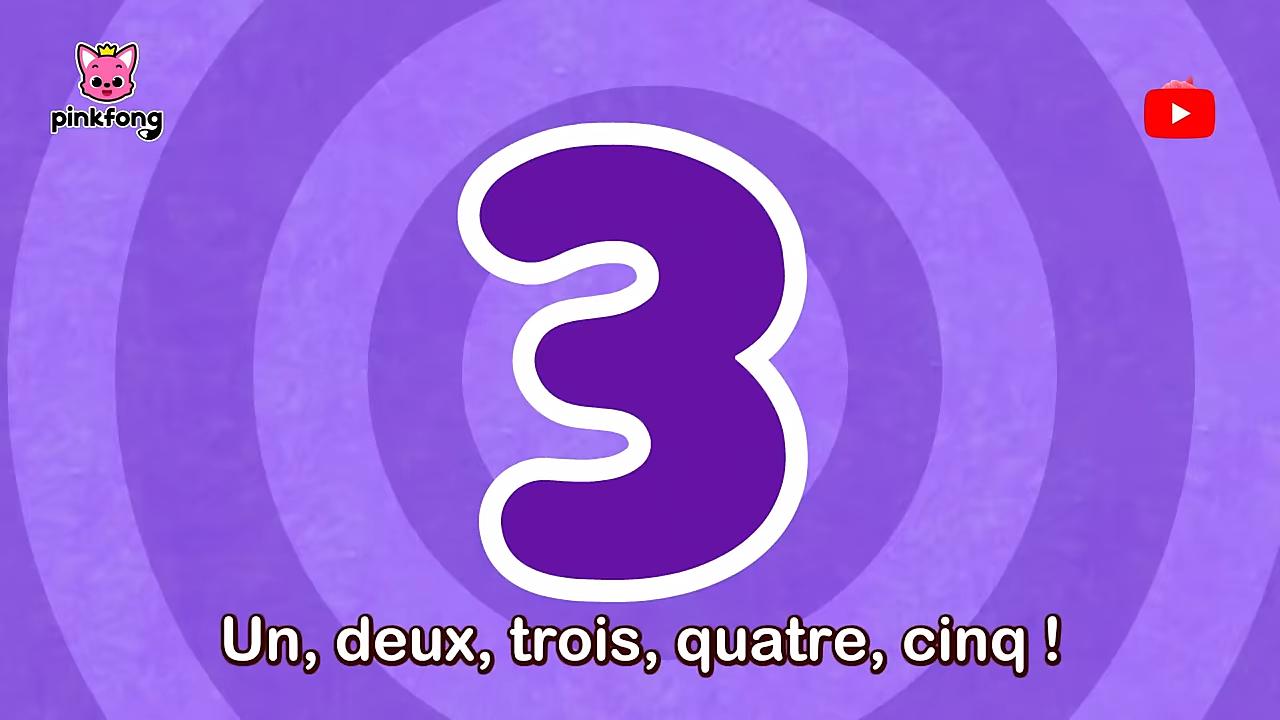 pinkfong
3
Un, deux, trois, quatre, cinq !